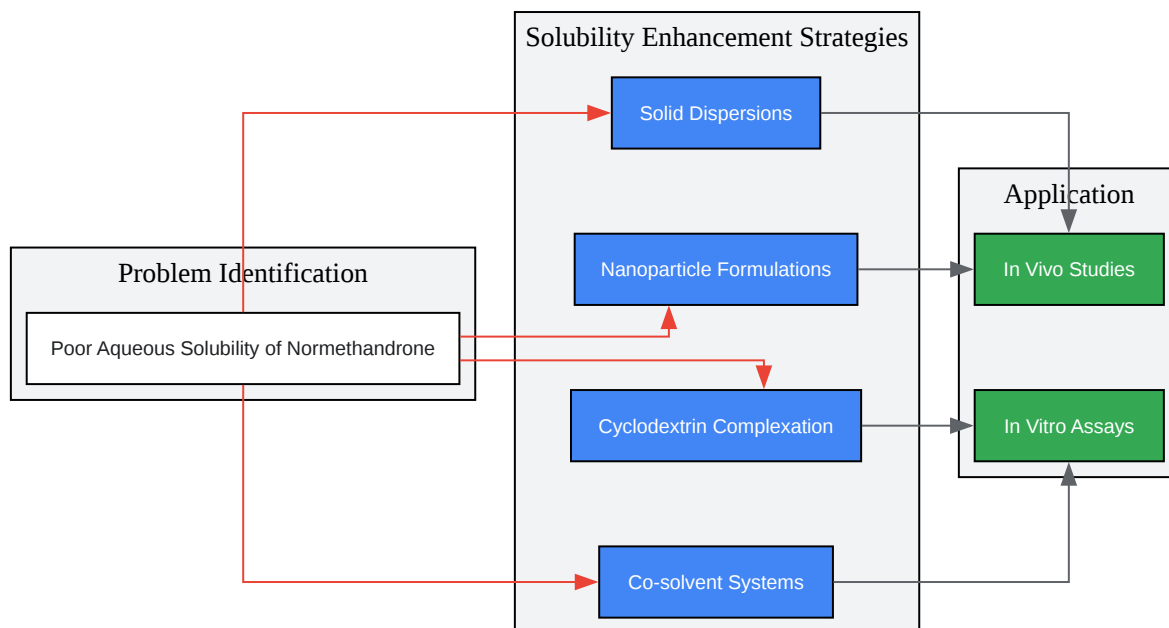 Problem Identification
Poor Aqueous Solubility of Normethandrone
Solubility Enhancement Strategies
Solid Dispersions
Nanoparticle Formulations
Cyclodextrin Complexation
Co-solvent Systems
Application
In Vivo Studies
In Vitro Assays